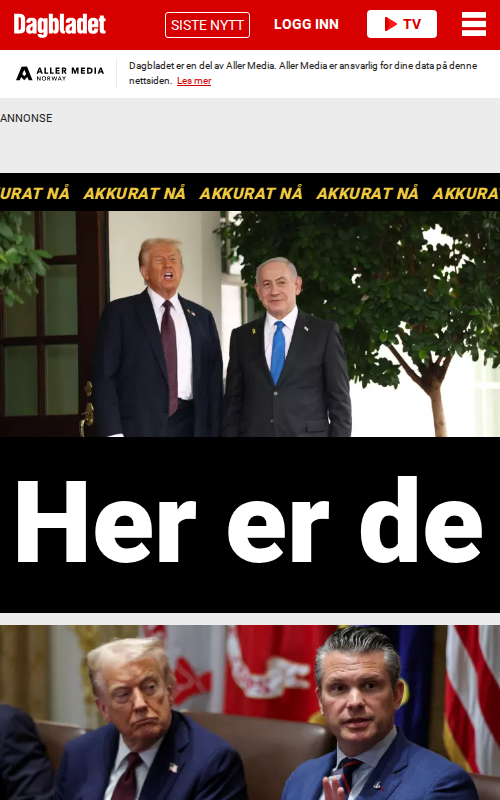 Dagbladet
SISTE NYTT
LOGG INN
TV
ALLER MEDIA
NORWAY
Dagbladet er en del av Aller Media. Aller Media er ansvarlig for dine data på denne
nettsiden. Les mer
ANNONSE
URAT NÅ AKKURAT NÅ AKKURAT NÅ AKKURAT NÅ AKKURA
Her er de